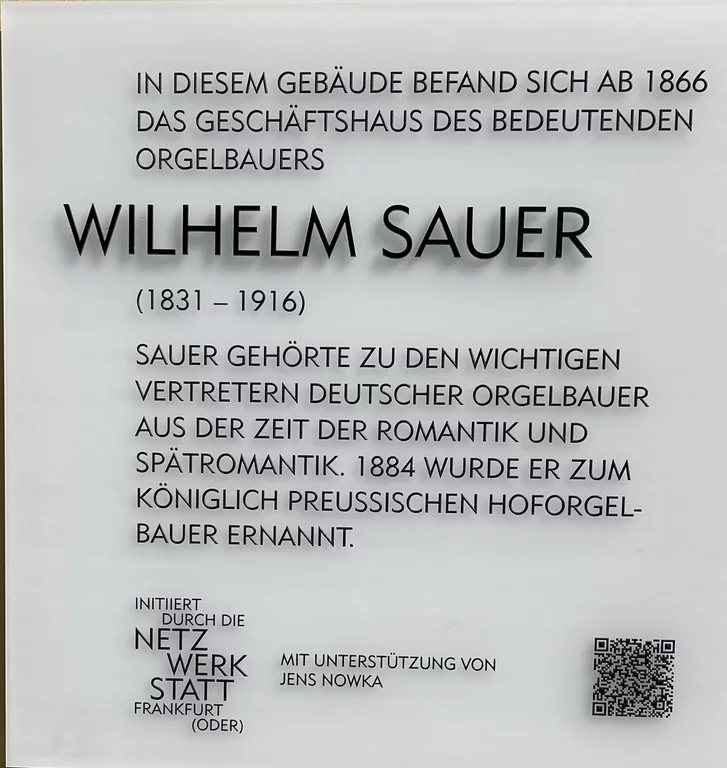 IN DIESEM GEBÄUDE BEFAND SICH AB 1866
DAS GESCHÄFTSHAUS DES BEDEUTENDEN
ORGELBAUERS
WILHELM SAUER
(1831 – 1916)
SAUER GEHÖRTE ZU DEN WICHTIGEN
VERTRETERN DEUTSCHER ORGELBAUER
AUS DER ZEIT DER ROMANTIK UND
SPÄTROMANTIK. 1884 WURDE ER ZUM
KÖNIGLICH PREUSSISCHEN HOFORGEL-
BAUER ERNANNT.
INITIIERT
DURCH DIE
NETZ
WERK
STATT
FRANKFURT
(ODER)
MIT UNTERSTÜTZUNG VON
JENS NOWKA